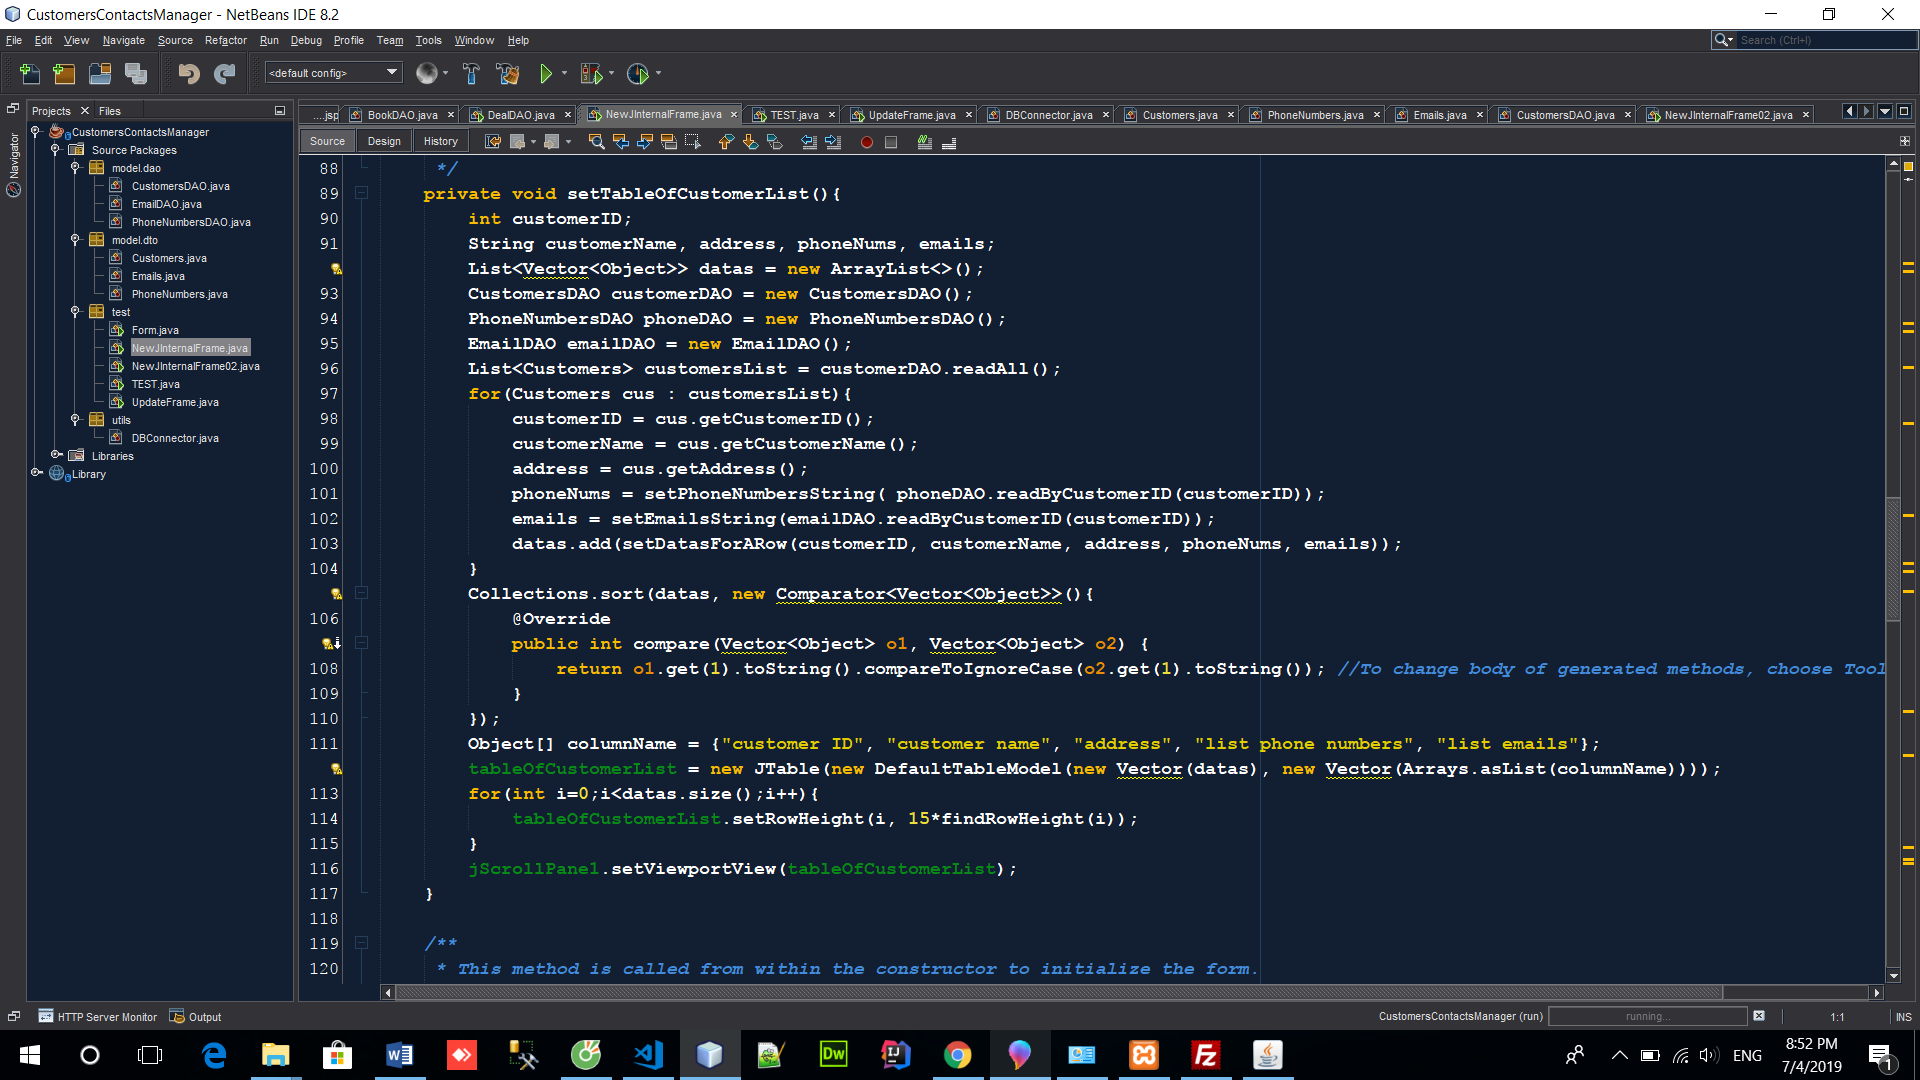 CustomersContactsManager - NetBeans IDE 8.2
File Edit View Navigate Source Refactor Run Debug Profile Team Tools Window Help
Search (Ctrl+I)
<default config>
Projects Files
Navigator
CustomersContactsManager
Source Packages
model.dao
CustomersDAO.java
EmailDAO.java
PhoneNumbersDAO.java
model.dto
Customers.java
Emails.java
PhoneNumbers.java
test
Form.java
NewJInternalFrame.java
NewJInternalFrame02.java
TEST.java
UpdateFrame.java
utils
DBConnector.java
Libraries
Library
....jsp BookDAO.java DealDAO.java NewJInternalFrame.java TEST.java UpdateFrame.java DBConnector.java Customers.java PhoneNumbers.java Emails.java CustomersDAO.java NewJInternalFrame02.java
Source Design History
88 */
89 private void setTableOfCustomerList(){
90 int customerID;
91 String customerName, address, phoneNums, emails;
List<Vector<Object>> datas = new ArrayList<>();
93 CustomersDAO customerDAO = new CustomersDAO();
94 PhoneNumbersDAO phoneDAO = new PhoneNumbersDAO();
95 EmailDAO emailDAO = new EmailDAO();
96 List<Customers> customersList = customerDAO.readAll();
97 for(Customers cus : customersList){
98 customerID = cus.getCustomerID();
99 customerName = cus.getCustomerName();
100 address = cus.getAddress();
101 phoneNums = setPhoneNumbersString( phoneDAO.readByCustomerID(customerID));
102 emails = setEmailsString(emailDAO.readByCustomerID(customerID));
103 datas.add(setDatasForARow(customerID, customerName, address, phoneNums, emails));
104 }
Collections.sort(datas, new Comparator<Vector<Object>>(){
106 @Override
public int compare(Vector<Object> o1, Vector<Object> o2) {
108 return o1.get(1).toString().compareToIgnoreCase(o2.get(1).toString()); //To change body of generated methods, choose Tool
109 }
110 });
111 Object[] columnName = {"customer ID", "customer name", "address", "list phone numbers", "list emails"};
tableOfCustomerList = new JTable(new DefaultTableModel(new Vector(datas), new Vector(Arrays.asList(columnName))));
113 for(int i=0;i<datas.size();i++){
114 tableOfCustomerList.setRowHeight(i, 15*findRowHeight(i));
115 }
116 jScrollPane1.setViewportView(tableOfCustomerList);
117 }
118
119 /**
120 * This method is called from within the constructor to initialize the form.
HTTP Server Monitor Output CustomersContactsManager (run) running... 1:1 INS
ENG 8:52 PM
7/4/2019
1